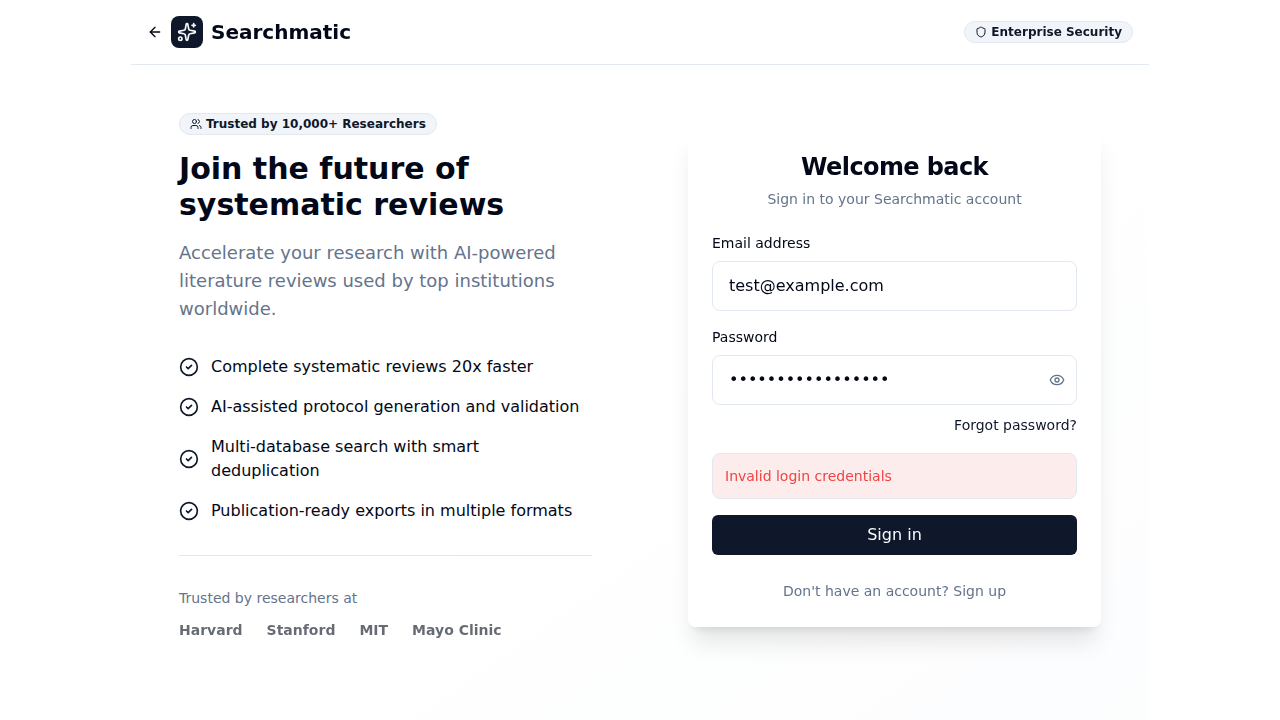 Searchmatic
Enterprise Security
Trusted by 10,000+ Researchers
Join the future of
systematic reviews
Accelerate your research with AI-powered
literature reviews used by top institutions
worldwide.
Complete systematic reviews 20x faster
AI-assisted protocol generation and validation
Multi-database search with smart
deduplication
Publication-ready exports in multiple formats
Trusted by researchers at
Harvard Stanford MIT Mayo Clinic
Welcome back
Sign in to your Searchmatic account
Email address
test@example.com
Password
••••••••••••••••
Forgot password?
Invalid login credentials
Sign in
Don't have an account? Sign up